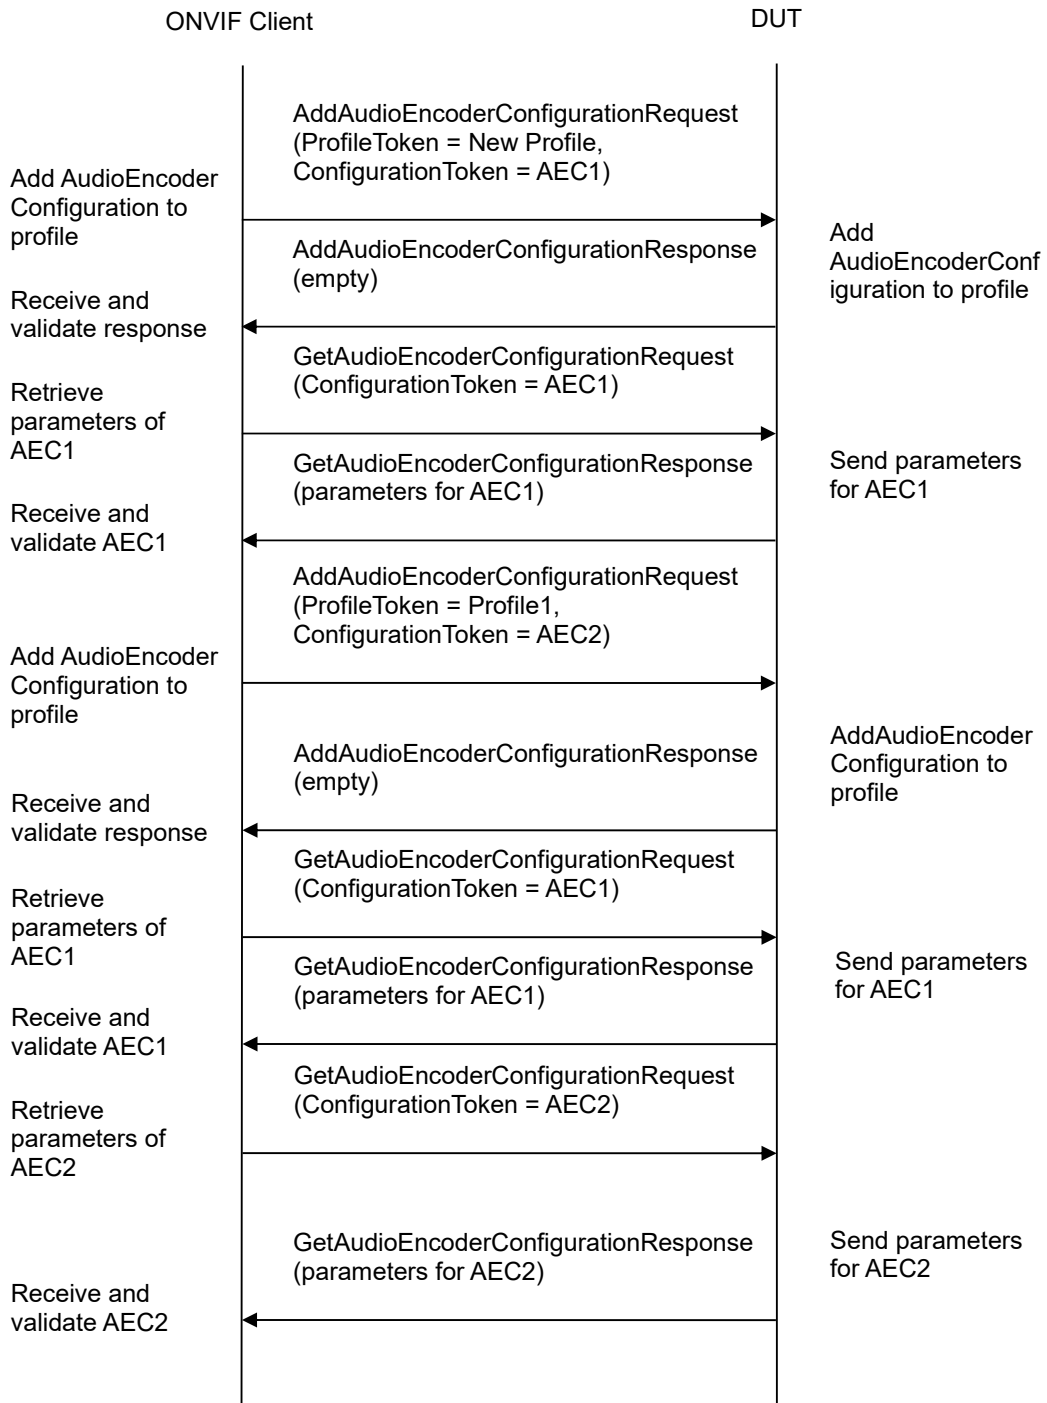 ONVIF Client
DUT
AddAudioEncoderConfigurationRequest
(ProfileToken = New Profile,
ConfigurationToken = AEC1)
Add AudioEncoder
Configuration to
profile
AddAudioEncoderConfigurationResponse
(empty)
Add
AudioEncoderConf
iguration to profile
Receive and
validate response
GetAudioEncoderConfigurationRequest
(ConfigurationToken = AEC1)
Retrieve
parameters of
AEC1
GetAudioEncoderConfigurationResponse
(parameters for AEC1)
Send parameters
for AEC1
Receive and
validate AEC1
AddAudioEncoderConfigurationRequest
(ProfileToken = Profile1,
ConfigurationToken = AEC2)
Add AudioEncoder
Configuration to
profile
AddAudioEncoderConfigurationResponse
(empty)
AddAudioEncoder
Configuration to
profile
Receive and
validate response
GetAudioEncoderConfigurationRequest
(ConfigurationToken = AEC1)
Retrieve
parameters of
AEC1
GetAudioEncoderConfigurationResponse
(parameters for AEC1)
Send parameters
for AEC1
Receive and
validate AEC1
GetAudioEncoderConfigurationRequest
(ConfigurationToken = AEC2)
Retrieve
parameters of
AEC2
GetAudioEncoderConfigurationResponse
(parameters for AEC2)
Send parameters
for AEC2
Receive and
validate AEC2